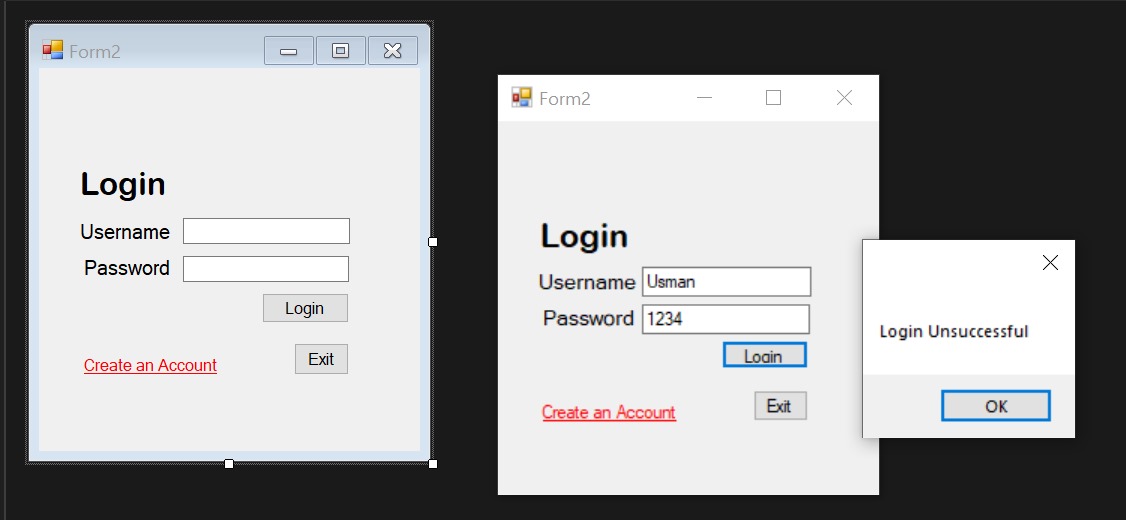 Form2
Login
Username
Password
Login
Create an Account
Exit
Form2
Login
Username Usman
Password 1234
Login
Create an Account
Exit
Login Unsuccessful
OK